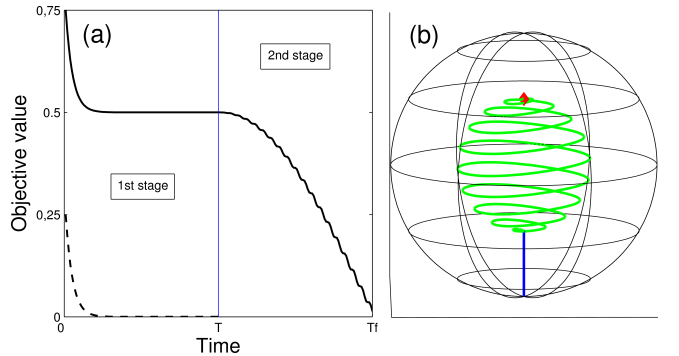 0,75
(a)
2nd stage
0.5
Objective value
1st stage
0,25
0
0
T
Tf
Time
(b)